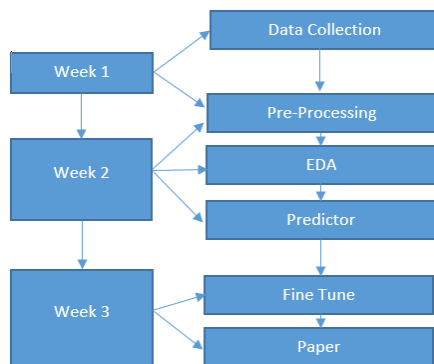 Data Collection
Week 1
Pre-Processing
Week 2
EDA
Predictor
Week 3
Fine Tune
Paper